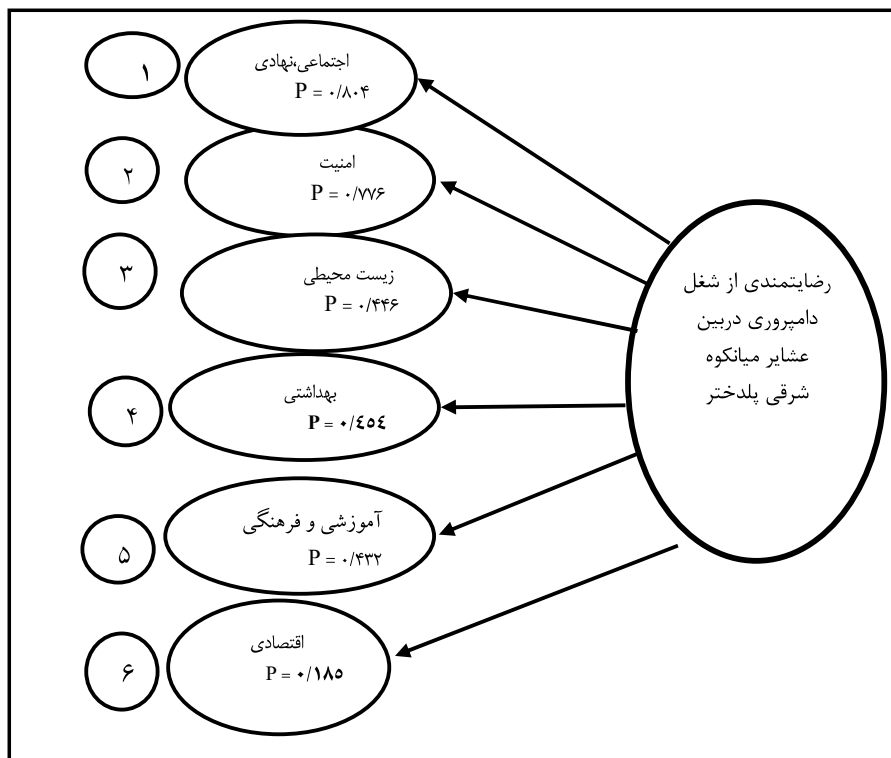 ۱
اجتماعی،نهادی
P = ۰/۸۰۴
۲
امنیت
P = ۰/۷۷۶
۳
زیست محیطی
P = ۰/۴۴۶
۴
بهداشتی
P = ۰/٤٥٤
۵
آموزشی و فرهنگی
P = ۰/۴۳۲
۶
اقتصادی
P = ۰/۱۸۵
رضایتمندی از شغل
دامپروری دربین
عشایر میانکوه
شرقی پلدختر